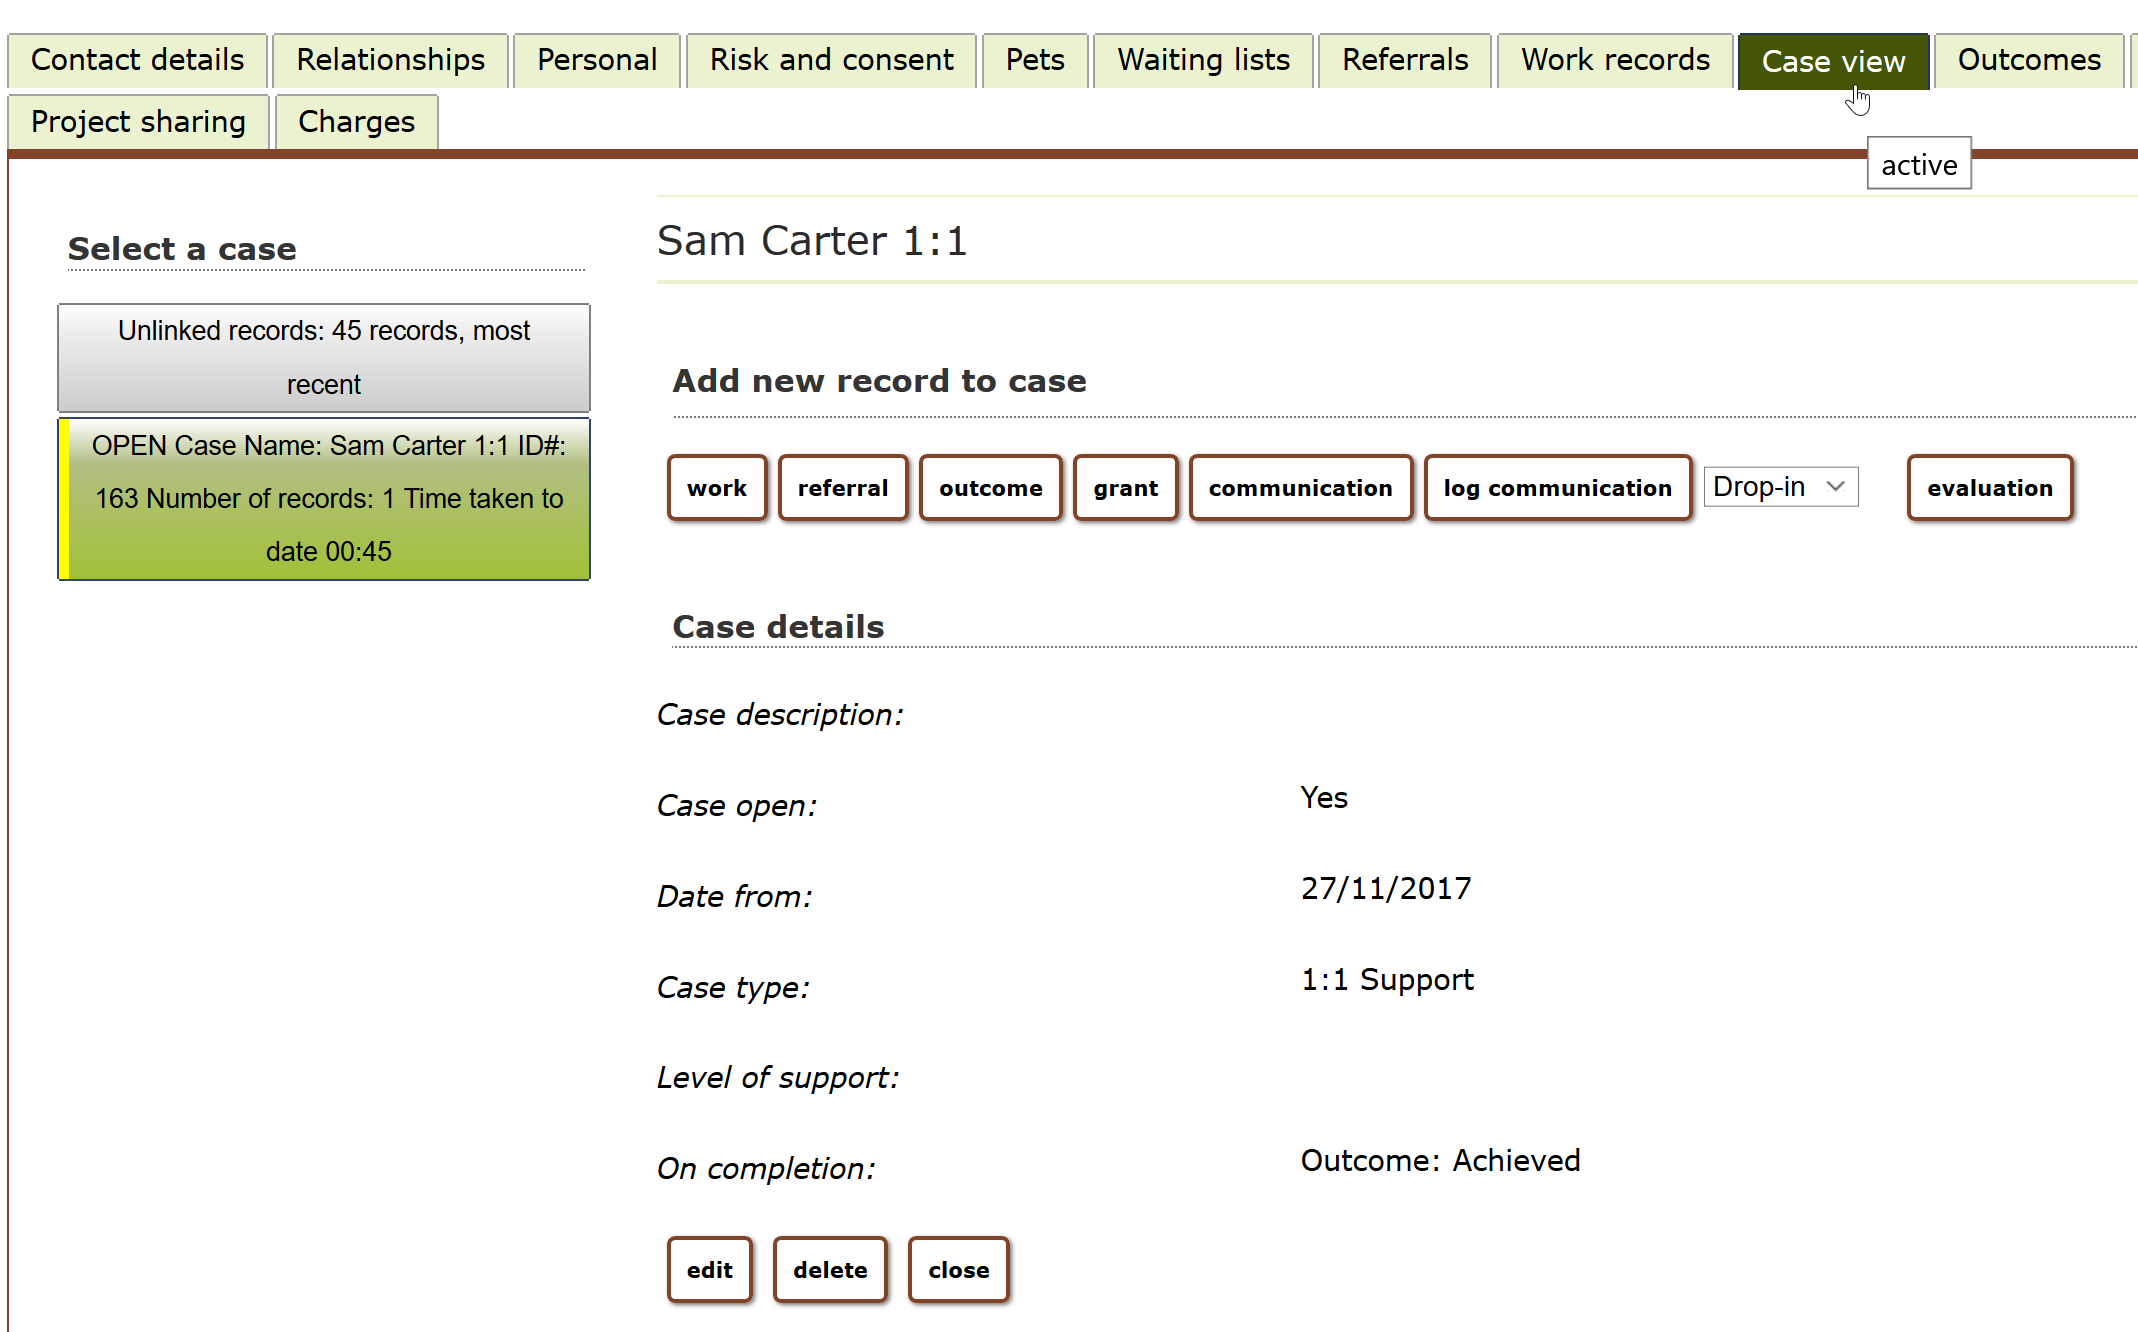 Contact details Relationships Personal Risk and consent Pets Waiting lists Referrals Work records Case view Outcomes
Project sharing Charges
active
Select a case
Unlinked records: 45 records, most
recent
OPEN Case Name: Sam Carter 1:1 ID#:
163 Number of records: 1 Time taken to
date 00:45
Sam Carter 1:1
Add new record to case
work referral outcome grant communication log communication Drop-in evaluation
Case details
Case description:
Case open: Yes
Date from: 27/11/2017
Case type: 1:1 Support
Level of support:
On completion: Outcome: Achieved
edit delete close